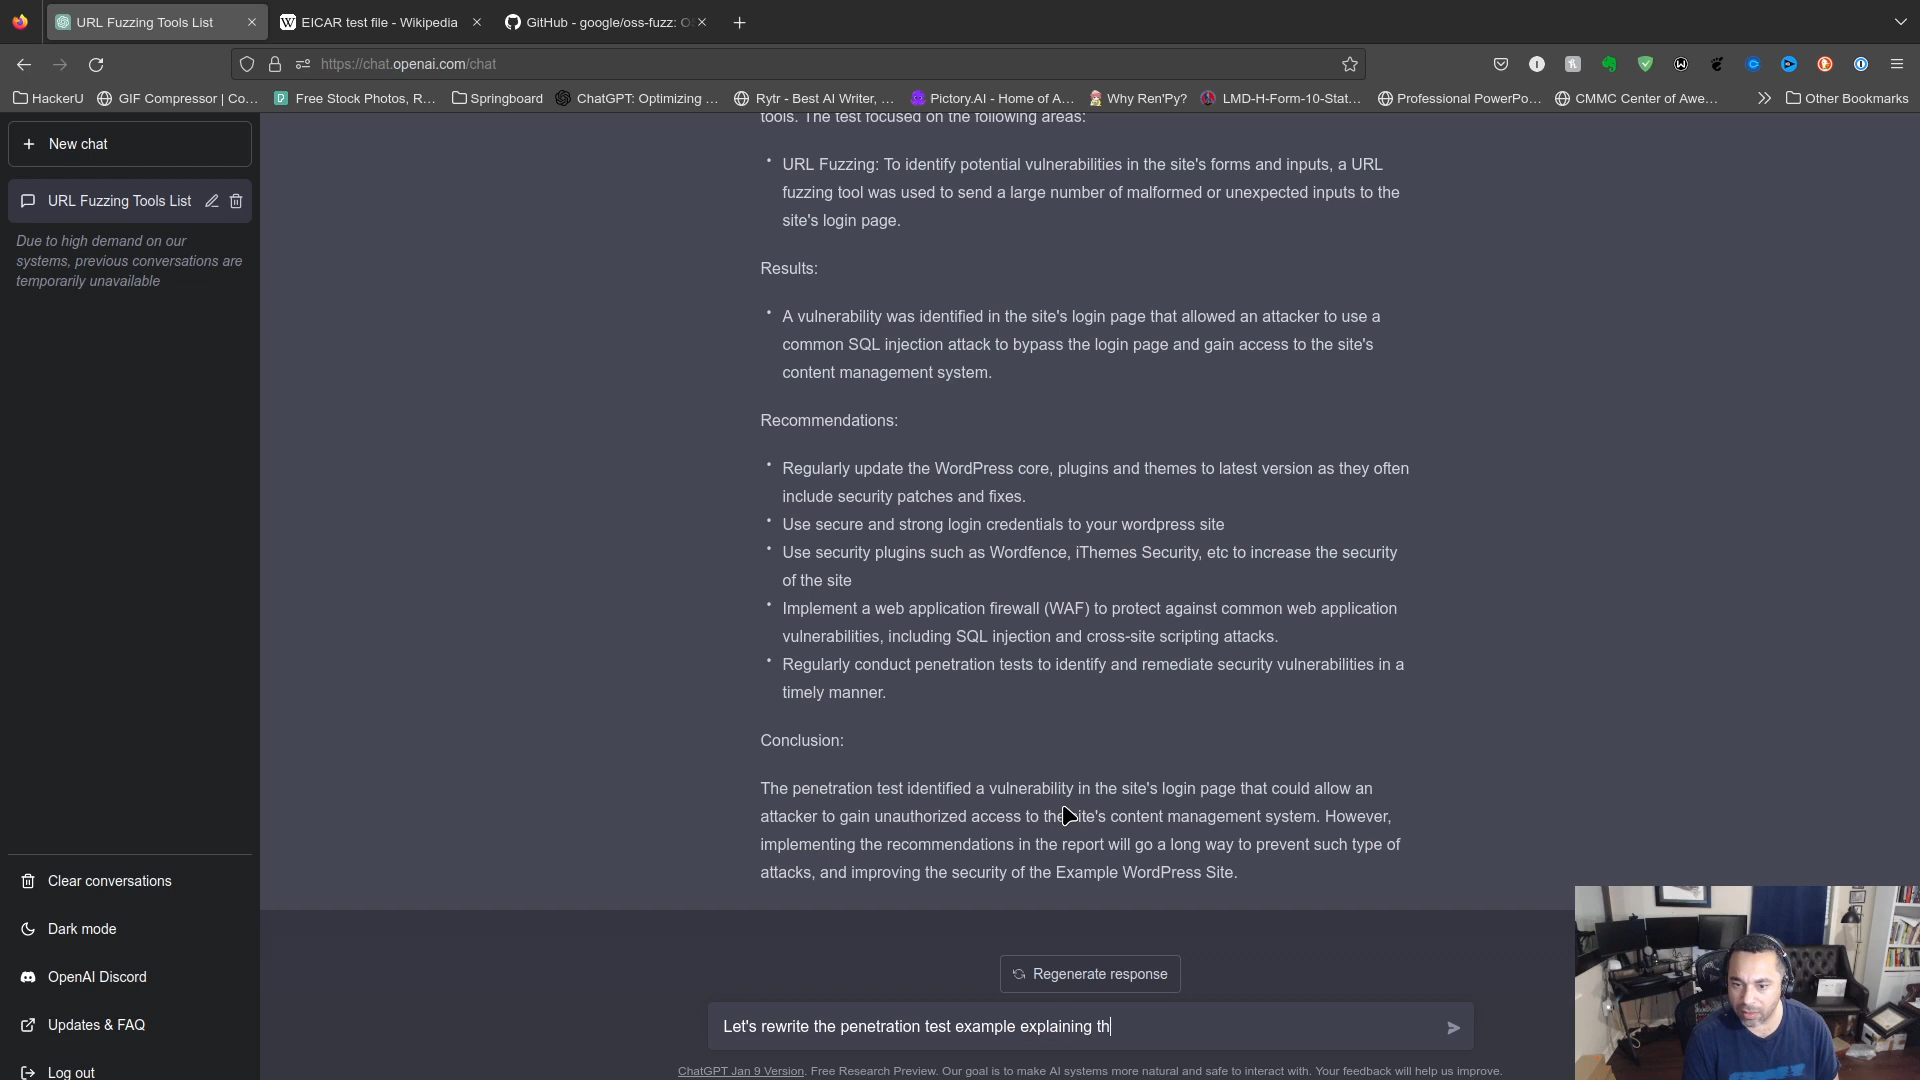 URL Fuzzing Tools List
EICAR test file - Wikipedia
GitHub - google/oss-fuzz: O
https://chat.openai.com/chat
HackerU
GIF Compressor | Co...
Free Stock Photos, R...
Springboard
ChatGPT: Optimizing ...
Rytr - Best AI Writer, ...
Pictory.AI - Home of A...
Why Ren'Py?
LMD-H-Form-10-Stat...
Professional PowerPo...
CMMC Center of Awe...
Other Bookmarks
New chat
URL Fuzzing Tools List
Due to high demand on our
systems, previous conversations are
temporarily unavailable
tools. The test focused on the following areas:
• URL Fuzzing: To identify potential vulnerabilities in the site's forms and inputs, a URL
fuzzing tool was used to send a large number of malformed or unexpected inputs to the
site's login page.
Results:
• A vulnerability was identified in the site's login page that allowed an attacker to use a
common SQL injection attack to bypass the login page and gain access to the site's
content management system.
Recommendations:
• Regularly update the WordPress core, plugins and themes to latest version as they often
include security patches and fixes.
• Use secure and strong login credentials to your wordpress site
• Use security plugins such as Wordfence, iThemes Security, etc to increase the security
of the site
• Implement a web application firewall (WAF) to protect against common web application
vulnerabilities, including SQL injection and cross-site scripting attacks.
• Regularly conduct penetration tests to identify and remediate security vulnerabilities in a
timely manner.
Conclusion:
The penetration test identified a vulnerability in the site's login page that could allow an
attacker to gain unauthorized access to the site's content management system. However,
implementing the recommendations in the report will go a long way to prevent such type of
attacks, and improving the security of the Example WordPress Site.
Clear conversations
Dark mode
OpenAI Discord
Updates & FAQ
Log out
Regenerate response
Let's rewrite the penetration test example explaining th
ChatGPT Jan 9 Version. Free Research Preview. Our goal is to make AI systems more natural and safe to interact with. Your feedback will help us improve.